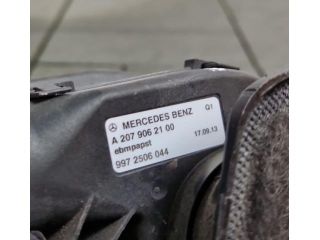 MERCEDES BENZ Q1
A 207 906 21 00
ebmpapst 17.09.13
997 2506 044